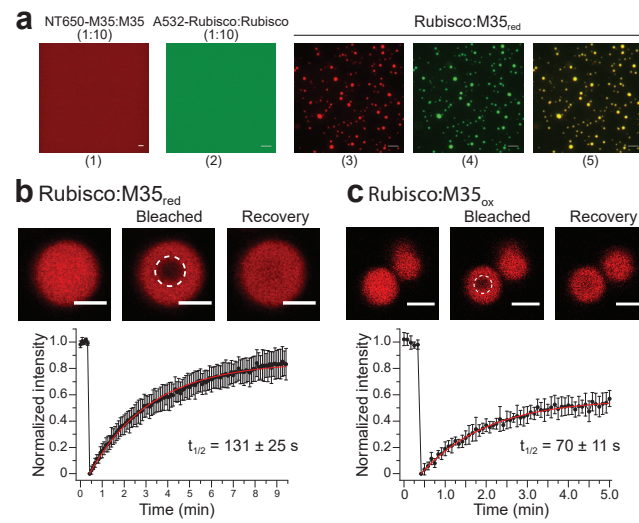 a
NT650-M35:M35
(1:10)
A532-Rubisco:Rubisco
(1:10)
Rubisco:M35red
(1)
(2)
(3)
(4)
(5)
b Rubisco:M35red
Bleached
Recovery
Normalized intensity
1.0
0.8
0.6
0.4
0.2
0
t1/2 = 131 ± 25 s
0 1 2 3 4 5 6 7 8 9
Time (min)
c Rubisco:M35ox
Bleached
Recovery
Normalized intensity
1.0
0.8
0.6
0.4
0.2
0
t1/2 = 70 ± 11 s
0 1.0 2.0 3.0 4.0 5.0
Time (min)